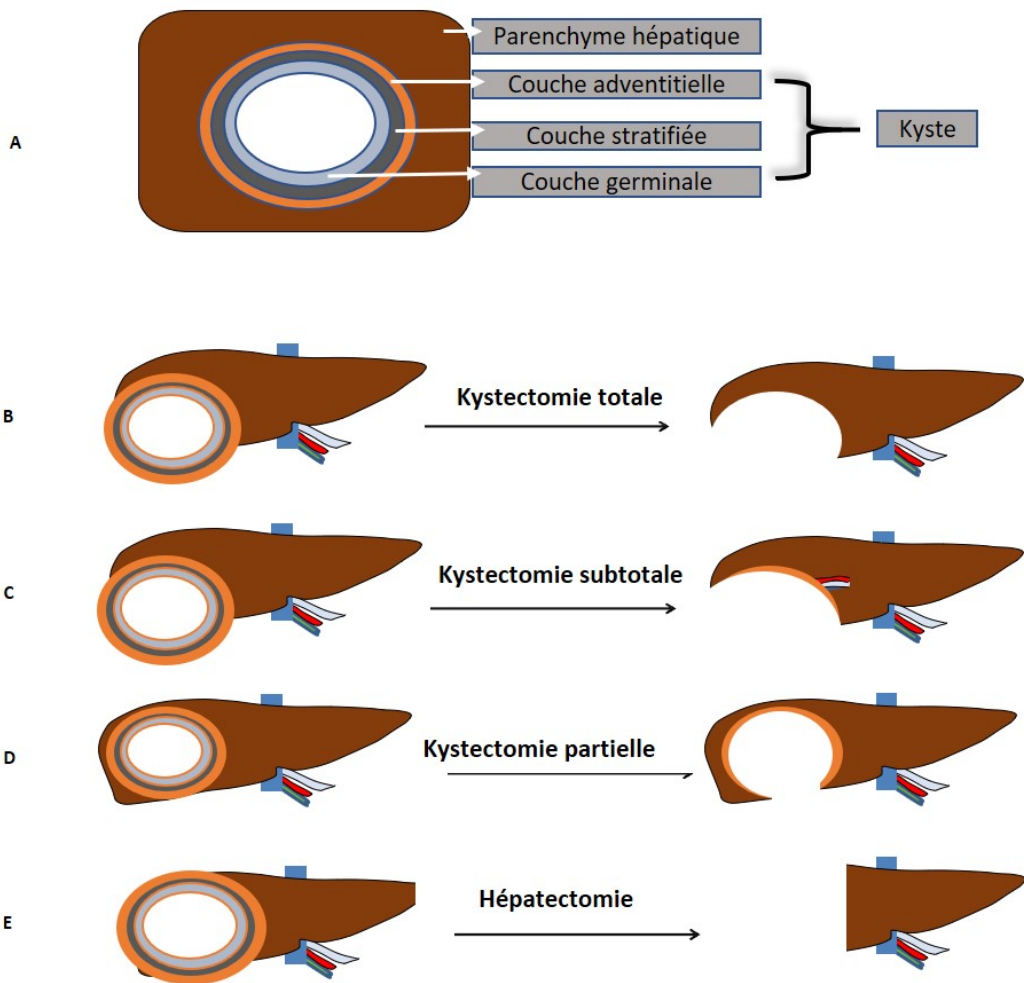 A
Parenchyme hépatique
Couche adventitielle
Couche stratifiée
Couche germinale
Kyste
B
Kystectomie totale
C
Kystectomie subtotale
D
Kystectomie partielle
E
Hépatectomie